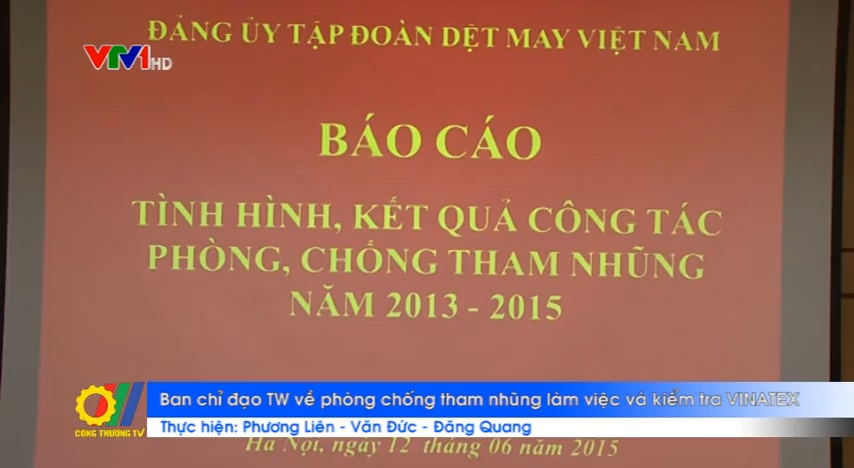 ĐẢNG ỦY TẬP ĐOÀN DỆT MAY VIỆT NAM
VTV1 HD
BÁO CÁO
TÌNH HÌNH, KẾT QUẢ CÔNG TÁC
PHÒNG, CHỐNG THAM NHŨNG
NĂM 2013 - 2015
Ban chỉ đạo TW về phòng chống tham nhũng làm việc và kiểm tra VINATEX
CÔNG THƯƠNG TV
Thực hiện: Phương Liên - Văn Đức - Đăng Quang
Hà Nội, ngày 12 tháng 06 năm 2015